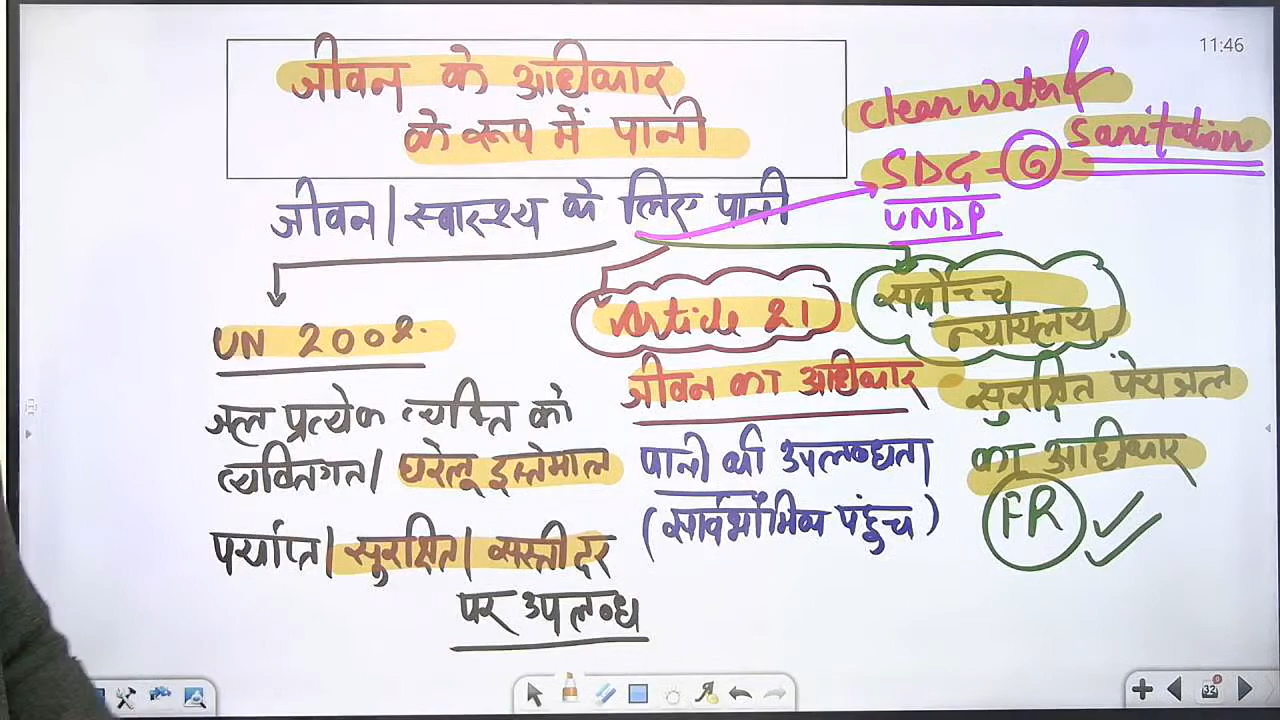 जीवन के अधिकार
के रूप में पानी
Clean Water &
Sanitation
SDG-6
UNDP
जीवन | स्वास्थ्य के लिए पानी
UN 2002.
जल प्रत्येक व्यक्ति को
व्यक्तिगत | घरेलू इस्तेमाल
पर्याप्त | सुरक्षित | सस्ती दर
पर उपलब्ध
Article 21
जीवन का अधिकार
पानी की उपलब्धता
(सार्वभौमिक पंहुच)
सर्वोच्च
न्यायलय
सुरक्षित पेयजल
का अधिकार
FR
11:46
32